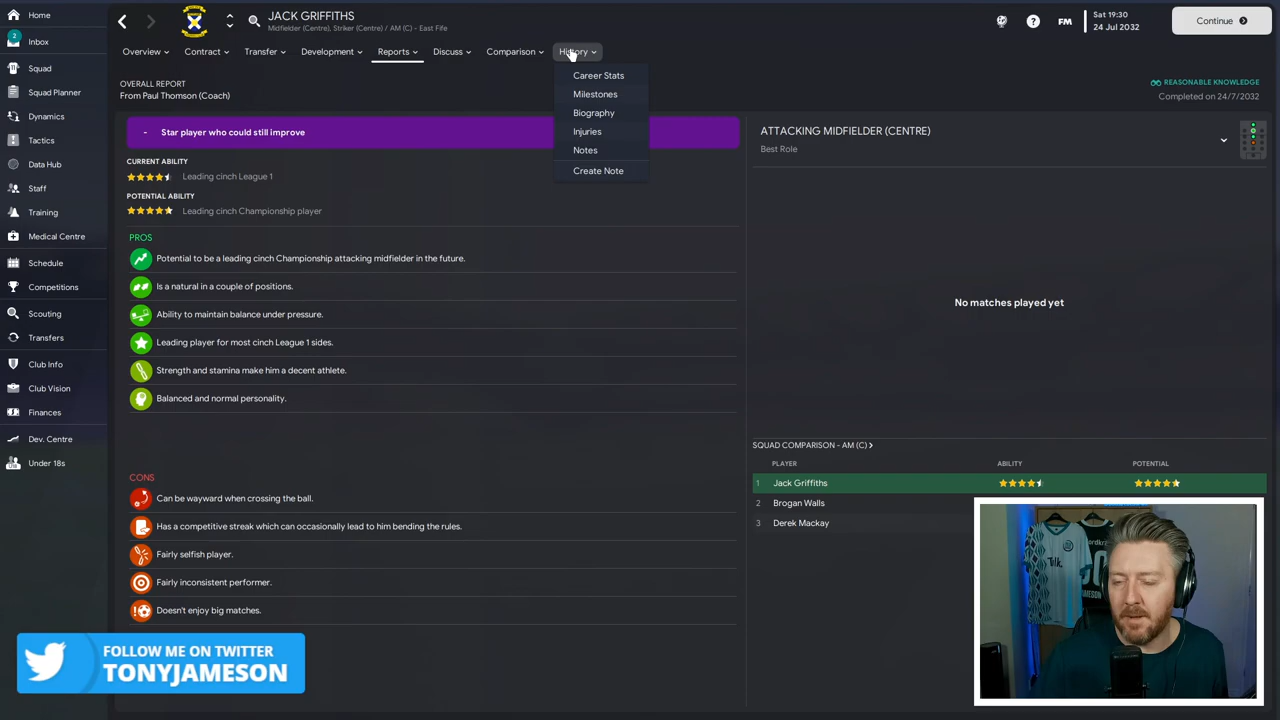 Home
2
Inbox
Squad
Squad Planner
Dynamics
Tactics
Data Hub
Staff
Training
Medical Centre
Schedule
Competitions
Scouting
Transfers
Club Info
Club Vision
Finances
Dev. Centre
Under 18s
JACK GRIFFITHS
Midfielder (Centre), Striker (Centre) / AM (C) - East Fife
FM
Sat 19:30
24 Jul 2032
Continue
Overview
Contract
Transfer
Development
Reports
Discuss
Comparison
History
Career Stats
Milestones
Biography
Injuries
Notes
Create Note
OVERALL REPORT
From Paul Thomson (Coach)
REASONABLE KNOWLEDGE
Completed on 24/7/2032
- Star player who could still improve
CURRENT ABILITY
Leading cinch League 1
POTENTIAL ABILITY
Leading cinch Championship player
PROS
Potential to be a leading cinch Championship attacking midfielder in the future.
Is a natural in a couple of positions.
Ability to maintain balance under pressure.
Leading player for most cinch League 1 sides.
Strength and stamina make him a decent athlete.
Balanced and normal personality.
CONS
Can be wayward when crossing the ball.
Has a competitive streak which can occasionally lead to him bending the rules.
Fairly selfish player.
Fairly inconsistent performer.
Doesn't enjoy big matches.
ATTACKING MIDFIELDER (CENTRE)
Best Role
No matches played yet
SQUAD COMPARISON - AM (C)
PLAYER ABILITY POTENTIAL
1 Jack Griffiths
2 Brogan Walls
3 Derek Mackay
Talk.
JAMESON
FOLLOW ME ON TWITTER
TONYJAMESON